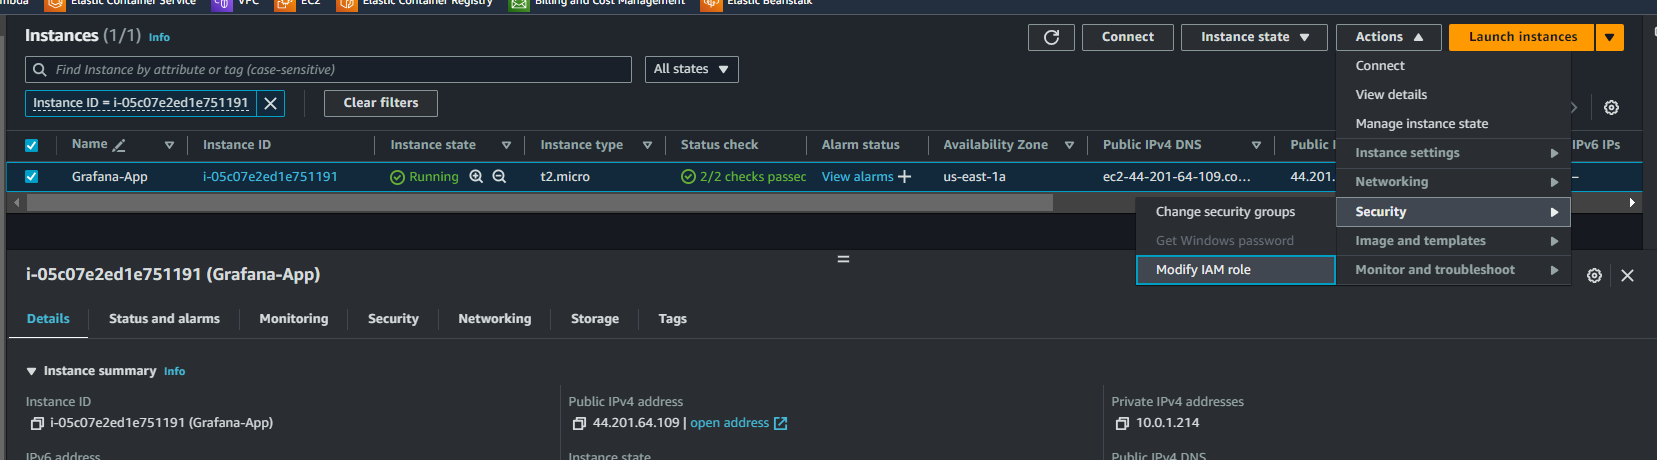 mbda Elastic Container Service VPC EC2 Elastic Container Registry Billing and Cost Management Elastic Beanstalk
Instances (1/1) Info
Connect Instance state Actions Launch instances
Find Instance by attribute or tag (case-sensitive) All states
Instance ID = i-05c07e2ed1e751191 Clear filters
Name Instance ID Instance state Instance type Status check Alarm status Availability Zone Public IPv4 DNS Public I IPv6 IPs
Grafana-App i-05c07e2ed1e751191 Running t2.micro 2/2 checks passec View alarms + us-east-1a ec2-44-201-64-109.co... 44.201. –
Connect
View details
Manage instance state
Instance settings
Networking
Security
Image and templates
Monitor and troubleshoot
Change security groups
Get Windows password
Modify IAM role
i-05c07e2ed1e751191 (Grafana-App)
Details Status and alarms Monitoring Security Networking Storage Tags
Instance summary Info
Instance ID
i-05c07e2ed1e751191 (Grafana-App)
Public IPv4 address
44.201.64.109 | open address
Private IPv4 addresses
10.0.1.214
IPv6 address Instance state Public IPv4 DNS